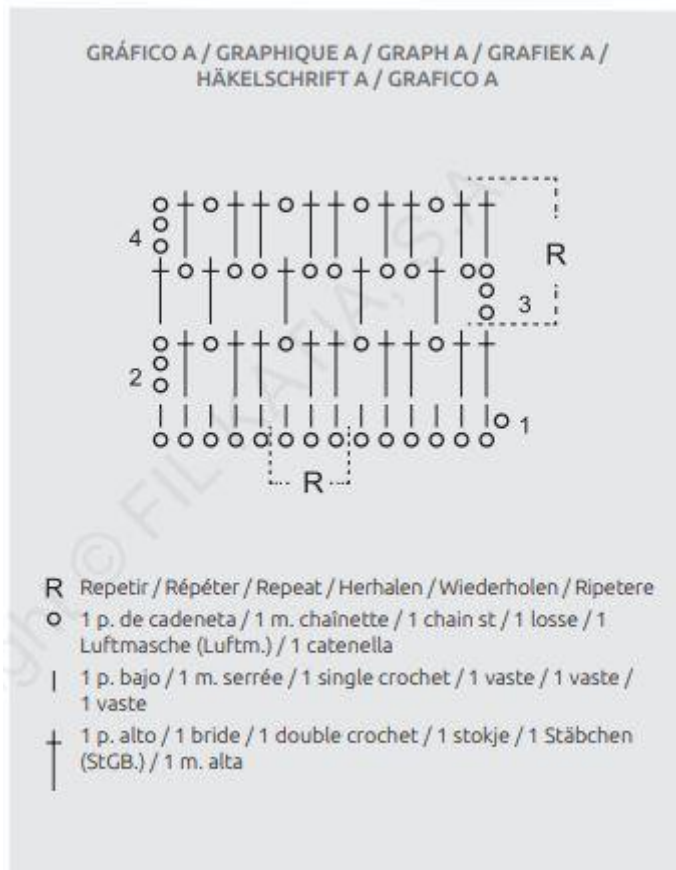 GRÁFICO A / GRAPHIQUE A / GRAPH A / GRAFIEK A /
HÄKELSCHRIFT A / GRAFICO A
4
R
3
2
1
R
R Repetir / Répéter / Repeat / Herhalen / Wiederholen / Ripetere
1 p. de cadeneta / 1 m. chaînette / 1 chain st / 1 losse / 1
Luftmasche (Luftm.) / 1 catenella
1 p. bajo / 1 m. serrée / 1 single crochet / 1 vaste / 1 vaste /
1 vaste
1 p. alto / 1 bride / 1 double crochet / 1 stokje / 1 Stäbchen
(StGB.) / 1 m. alta
© FIL KATIA, S.A.